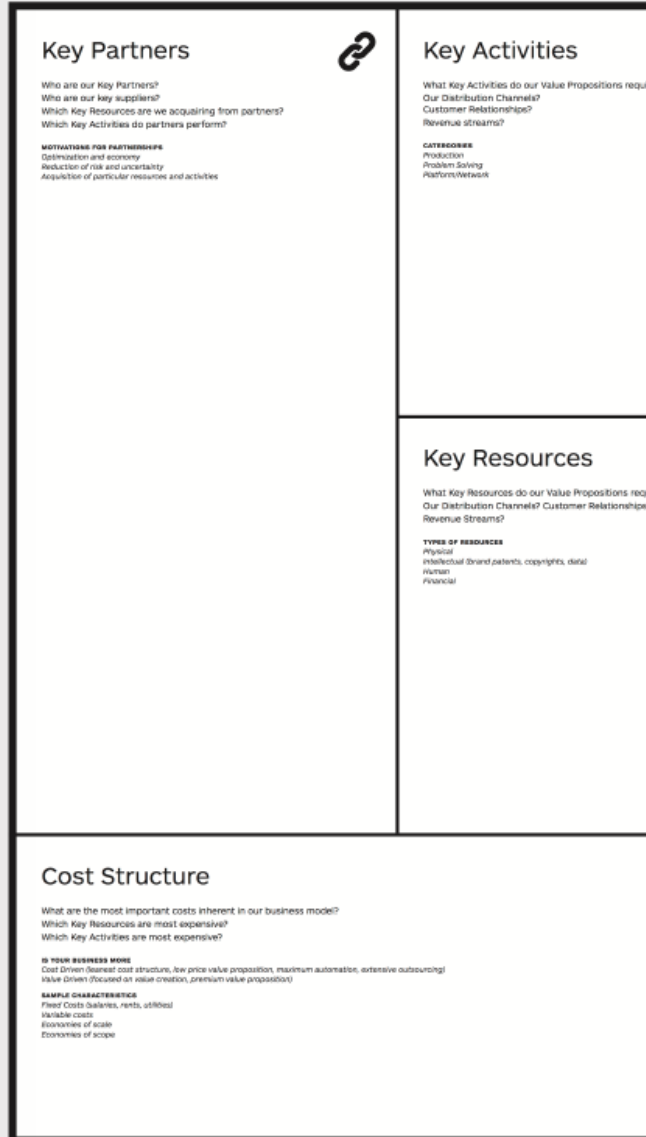 Key Partners
Who are our Key Partners?
Who are our key suppliers?
Which Key Resources are we acquairing from partners?
Which Key Activities do partners perform?
MOTIVATIONS FOR PARTNERSHIPS
Optimization and economy
Reduction of risk and uncertainty
Acquisition of particular resources and activities
Key Activities
What Key Activities do our Value Propositions requi
Our Distribution Channels?
Customer Relationships?
Revenue streams?
CATERGORIES
Production
Problem Solving
Platform/Network
Key Resources
What Key Resources do our Value Propositions req
Our Distribution Channels? Customer Relationships
Revenue Streams?
TYPES OF RESOURCES
Physical
Intellectual (brand patents, copyrights, data)
Human
Financial
Cost Structure
What are the most important costs inherent in our business model?
Which Key Resources are most expensive?
Which Key Activities are most expensive?
IS YOUR BUSINESS MORE
Cost Driven (leanest cost structure, low price value proposition, maximum automation, extensive outsourcing)
Value Driven (focused on value creation, premium value proposition)
SAMPLE CHARACTERISTICS
Fixed Costs (salaries, rents, utilities)
Variable costs
Economies of scale
Economies of scope